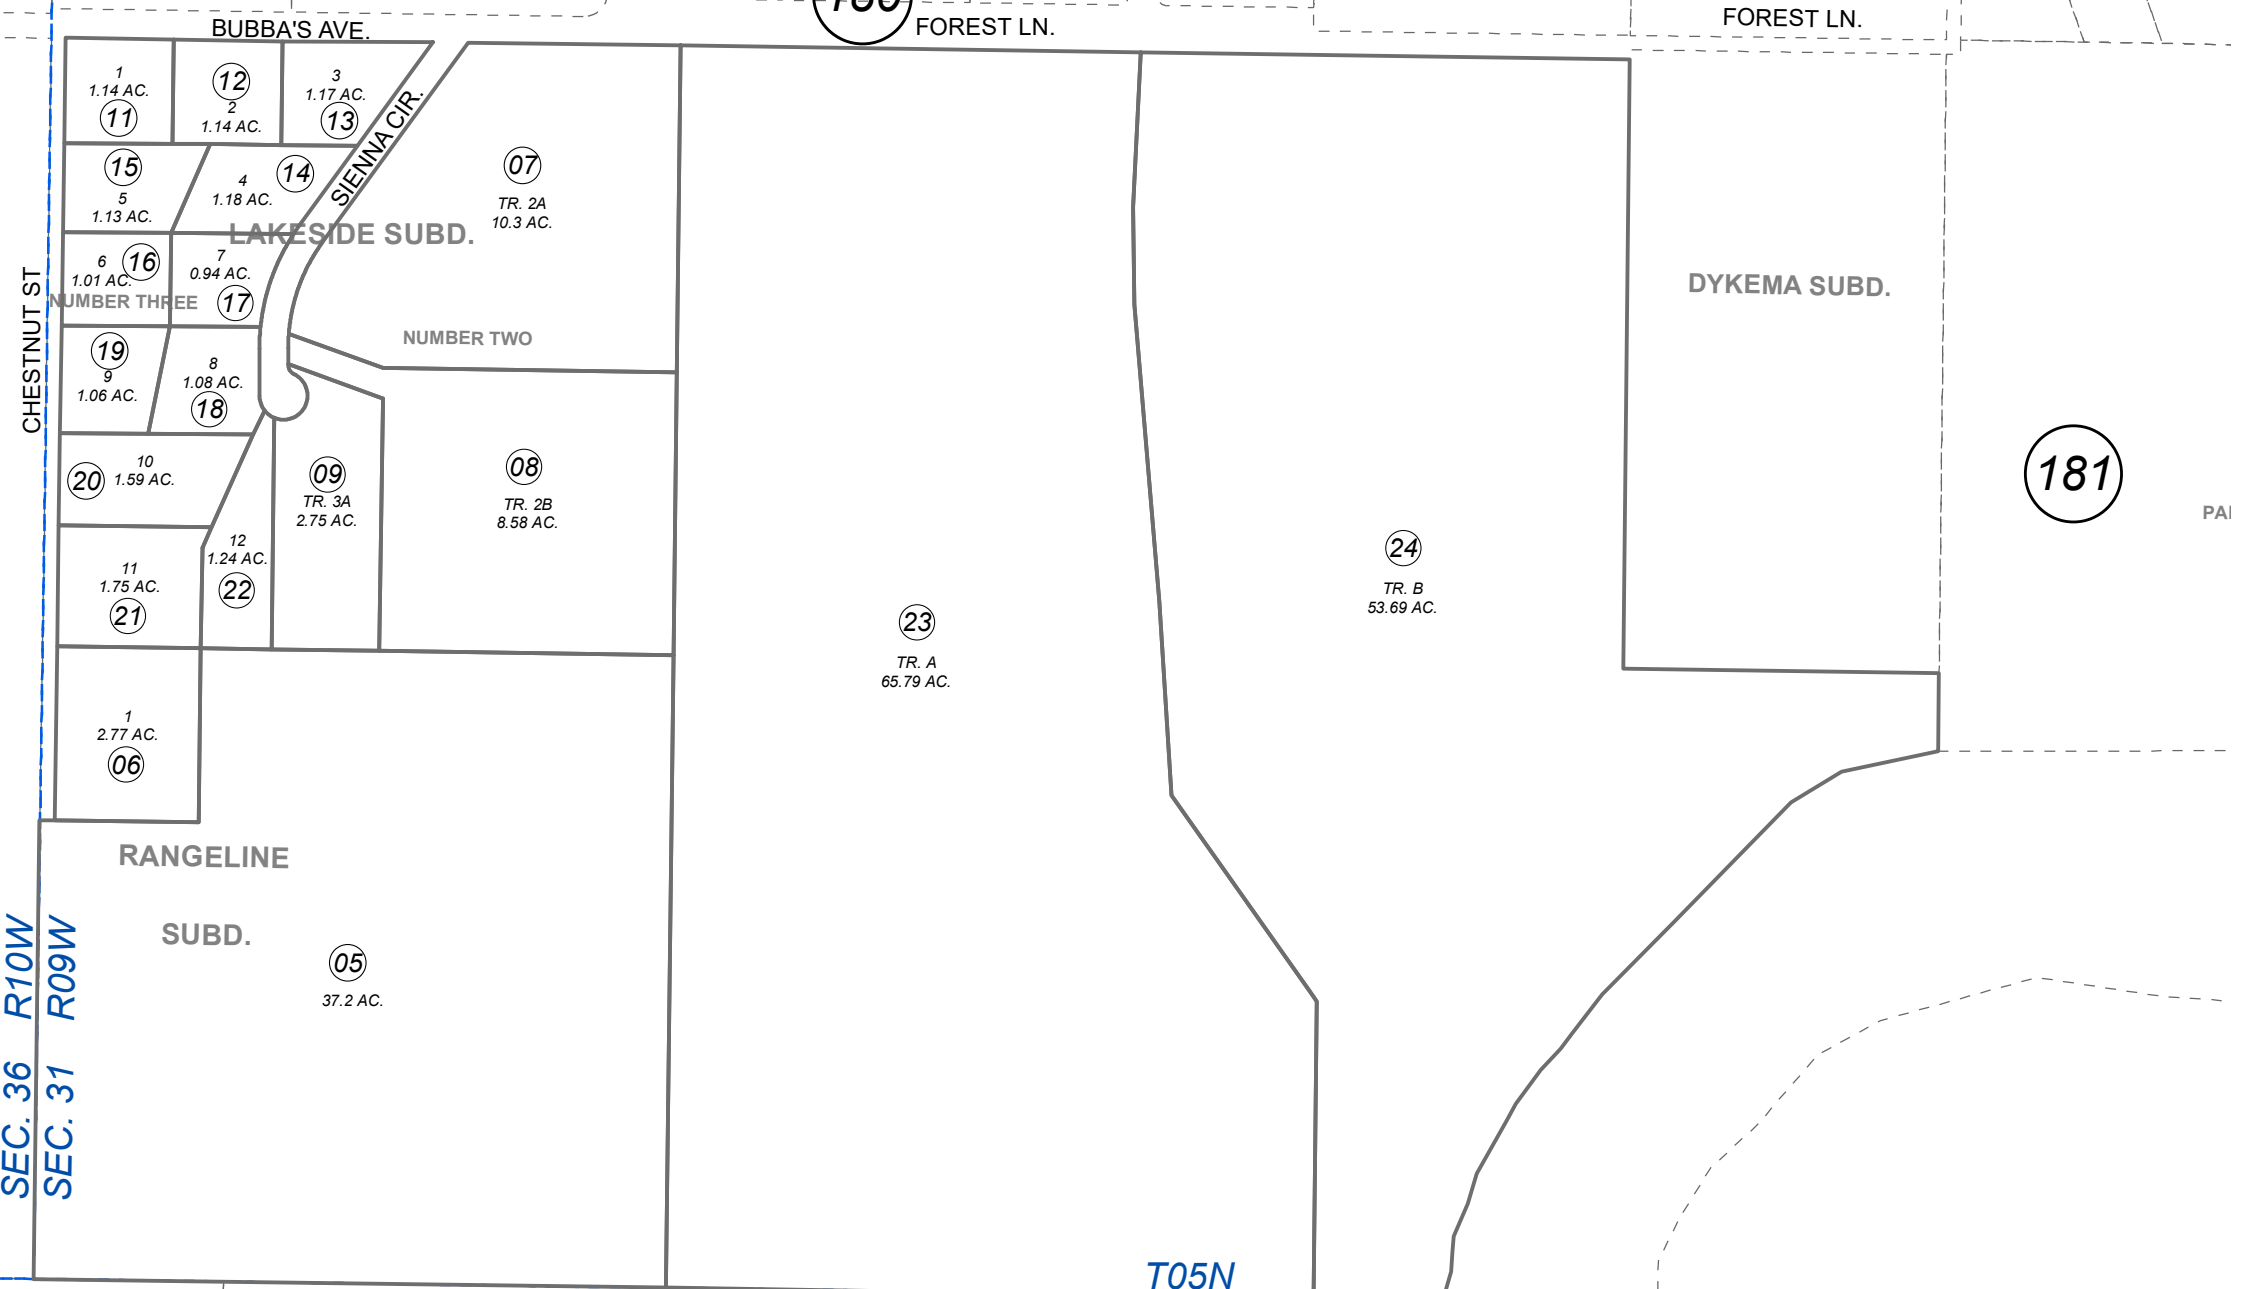 BUBBA'S AVE.
FOREST LN.
FOREST LN.
1
1.14 AC.
11
12
2
1.14 AC.
3
1.17 AC.
13
SIENNA CIR.
15
5
1.13 AC.
4
1.18 AC.
14
07
TR. 2A
10.3 AC.
LAKESIDE SUBD.
6
1.01 AC.
16
7
0.94 AC.
17
NUMBER THREE
NUMBER TWO
CHESTNUT ST
19
9
1.06 AC.
8
1.08 AC.
18
10
1.59 AC.
20
09
TR. 3A
2.75 AC.
08
TR. 2B
8.58 AC.
11
1.75 AC.
21
12
1.24 AC.
22
1
2.77 AC.
06
23
TR. A
65.79 AC.
24
TR. B
53.69 AC.
DYKEMA SUBD.
181
RANGELINE
SUBD.
05
37.2 AC.
SEC. 36 R10W
SEC. 31 R09W
T05N